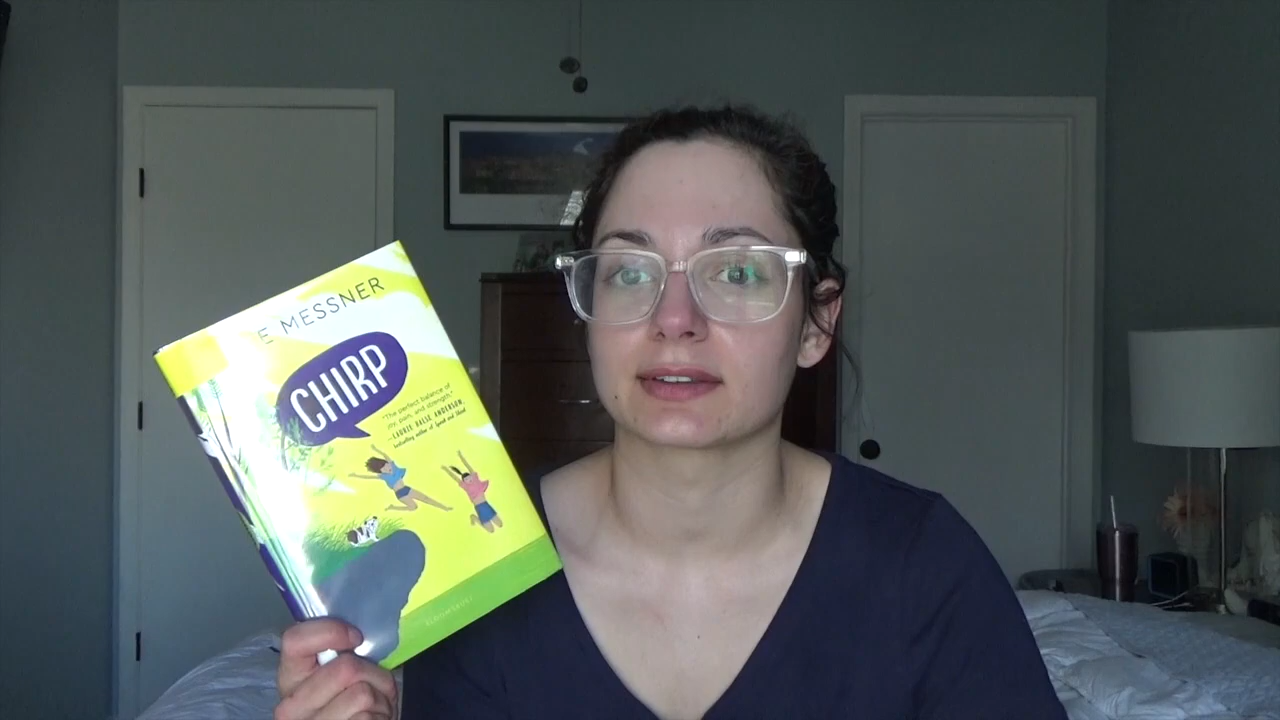 E MESSNER
CHIRP
"The perfect balance of
joy, pain, and strength."
—LAURIE HALSE ANDERSON,
bestselling author of Speak and Shout
BLOOMSBURY